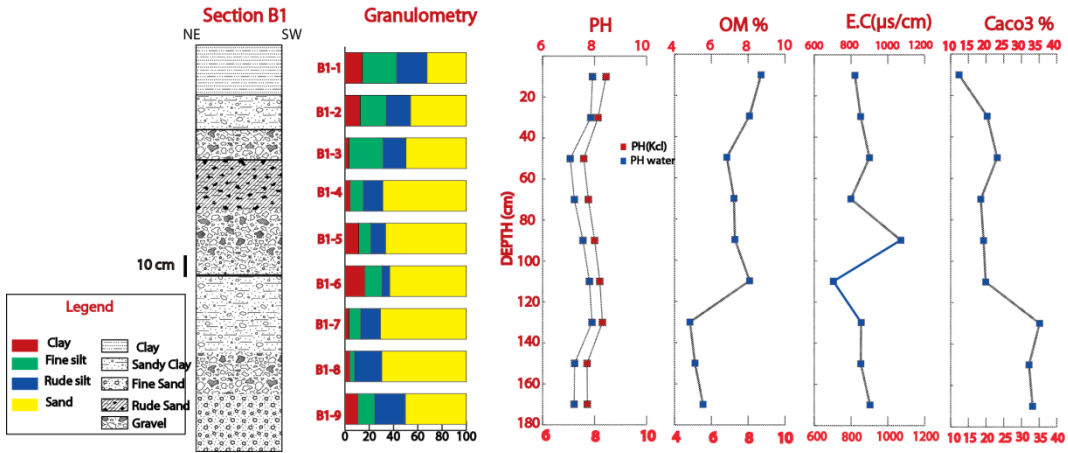 Section B1
NE SW
10 cm
Legend
Clay
Fine silt
Rude silt
Sand
Clay
Sandy Clay
Fine Sand
Rude Sand
Gravel
Granulometry
B1-1
B1-2
B1-3
B1-4
B1-5
B1-6
B1-7
B1-8
B1-9
0 20 40 60 80 100
PH
6 8 10
DEPTH (cm)
20
40
60
80
100
120
140
160
180
PH(Kcl)
PH water
6 8 10
OM %
4 6 8 10
4 6 8 10
E.C(µs/cm)
600 800 1000 1200
600 800 1000 1200
Caco3 %
10 15 20 25 30 35 40
10 15 20 25 30 35 40